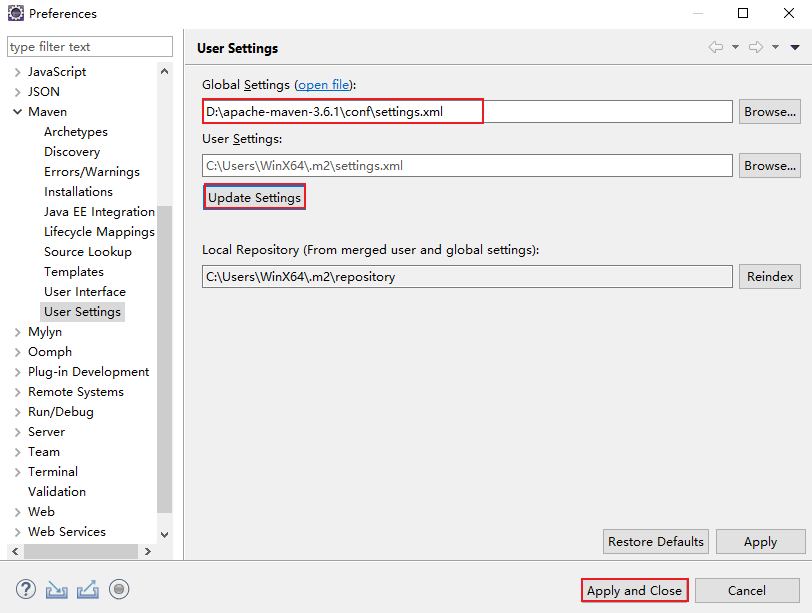 Preferences
type filter text
JavaScript
JSON
Maven
Archetypes
Discovery
Errors/Warnings
Installations
Java EE Integration
Lifecycle Mappings
Source Lookup
Templates
User Interface
User Settings
Mylyn
Oomph
Plug-in Development
Remote Systems
Run/Debug
Server
Team
Terminal
Validation
Web
Web Services
User Settings
Global Settings (open file):
D:\apache-maven-3.6.1\conf\settings.xml
Browse...
User Settings:
C:\Users\WinX64\.m2\settings.xml
Browse...
Update Settings
Local Repository (From merged user and global settings):
C:\Users\WinX64\.m2\repository
Reindex
Restore Defaults
Apply
?
Apply and Close
Cancel